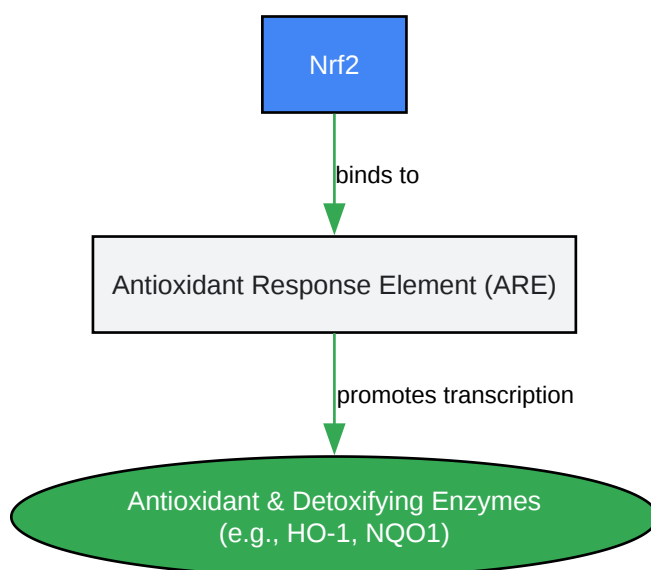 Nrf2
binds to
Antioxidant Response Element (ARE)
promotes transcription
Antioxidant & Detoxifying Enzymes
(e.g., HO-1, NQO1)